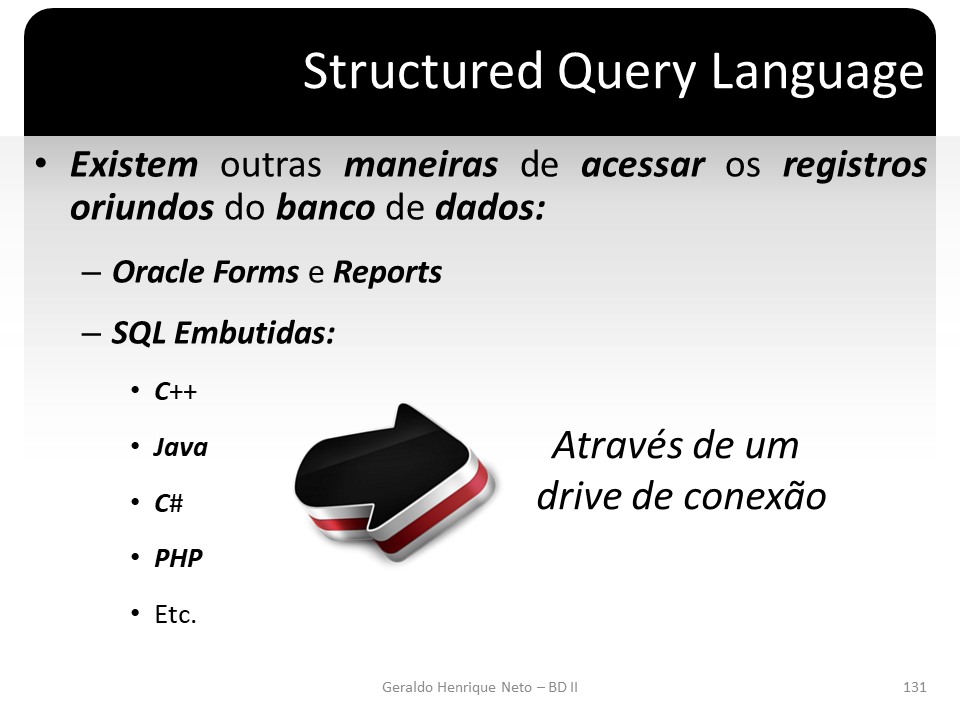 Structured Query Language
• Existem outras maneiras de acessar os registros
oriundos do banco de dados:
– Oracle Forms e Reports
– SQL Embutidas:
• C++
• Java
• C#
• PHP
• Etc.
Através de um
drive de conexão
Geraldo Henrique Neto – BD II
131